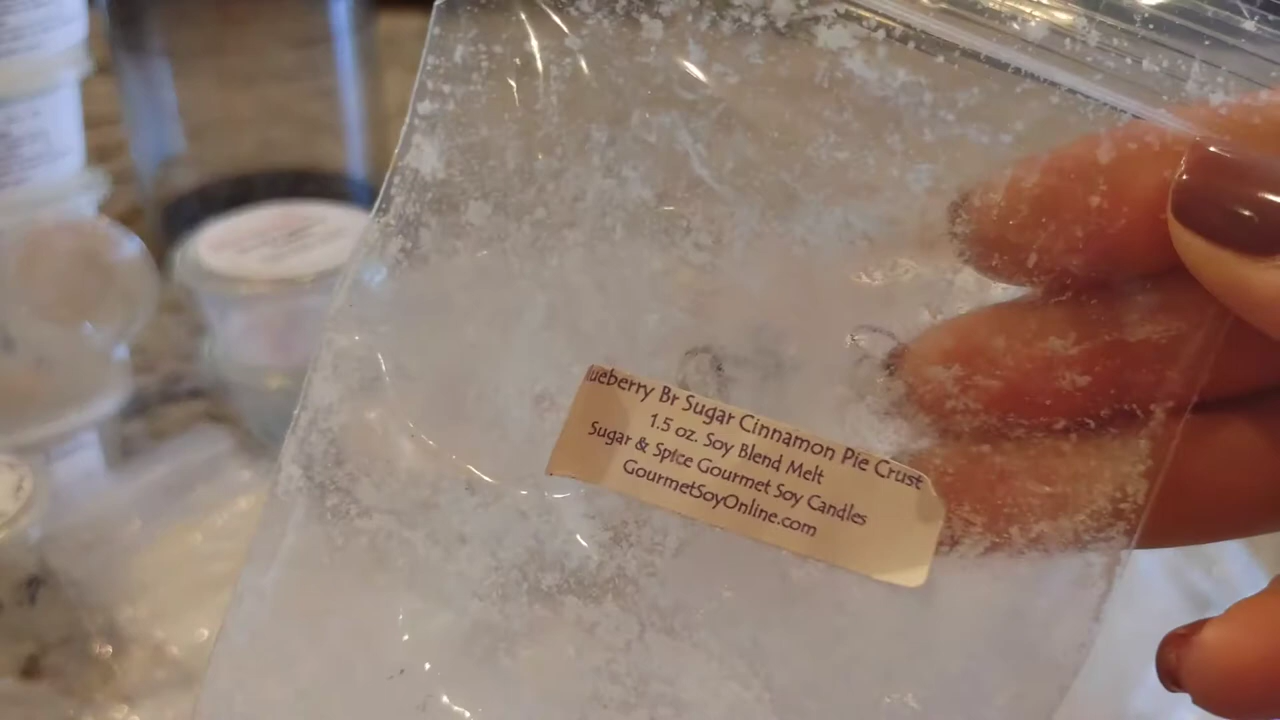 lueberry Br Sugar Cinnamon Pie Crust
1.5 oz. Soy Blend Melt
Sugar & Spice Gourmet Soy Candles
GourmetSoyOnline.com